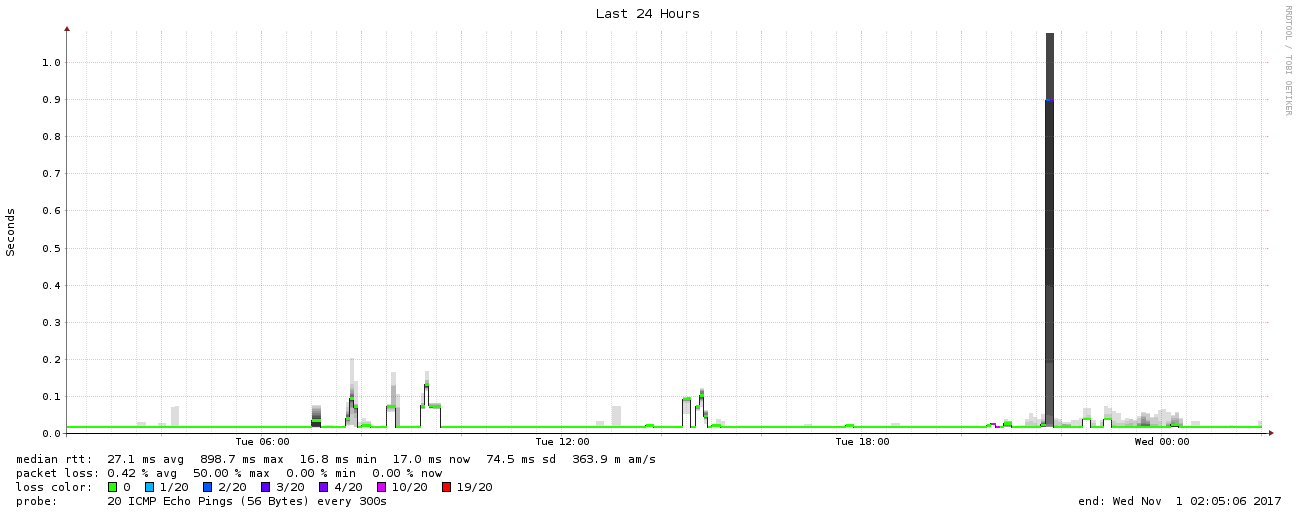 Last 24 Hours
RRDTOOL / TOBI OETIKER
Seconds
1.0
0.9
0.8
0.7
0.6
0.5
0.4
0.3
0.2
0.1
0.0
Tue 06:00 Tue 12:00 Tue 18:00 Wed 00:00
median rtt: 27.1 ms avg 898.7 ms max 16.8 ms min 17.0 ms now 74.5 ms sd 363.9 m am/s
packet loss: 0.42 % avg 50.00 % max 0.00 % min 0.00 % now
loss color: 0 1/20 2/20 3/20 4/20 10/20 19/20
probe: 20 ICMP Echo Pings (56 Bytes) every 300s end: Wed Nov 1 02:05:06 2017